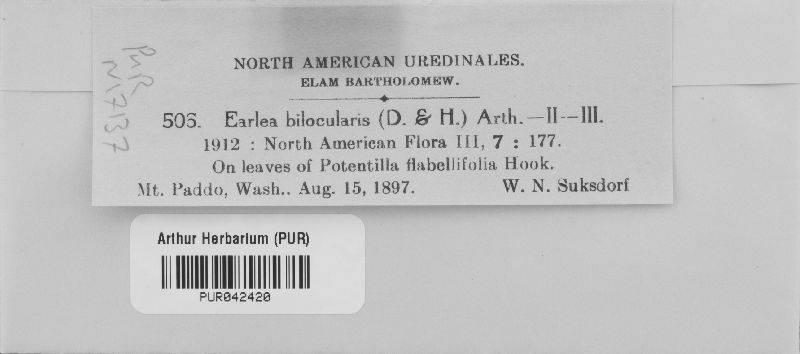 PUR
N17137
NORTH AMERICAN UREDINALES.
ELAM BARTHOLOMEW.
506. Earlea bilocularis (D. & H.) Arth.—II—III.
1912 : North American Flora III, 7 : 177.
On leaves of Potentilla flabellifolia Hook.
Mt. Paddo, Wash.. Aug. 15, 1897. W. N. Suksdorf
Arthur Herbarium (PUR)
PUR042420